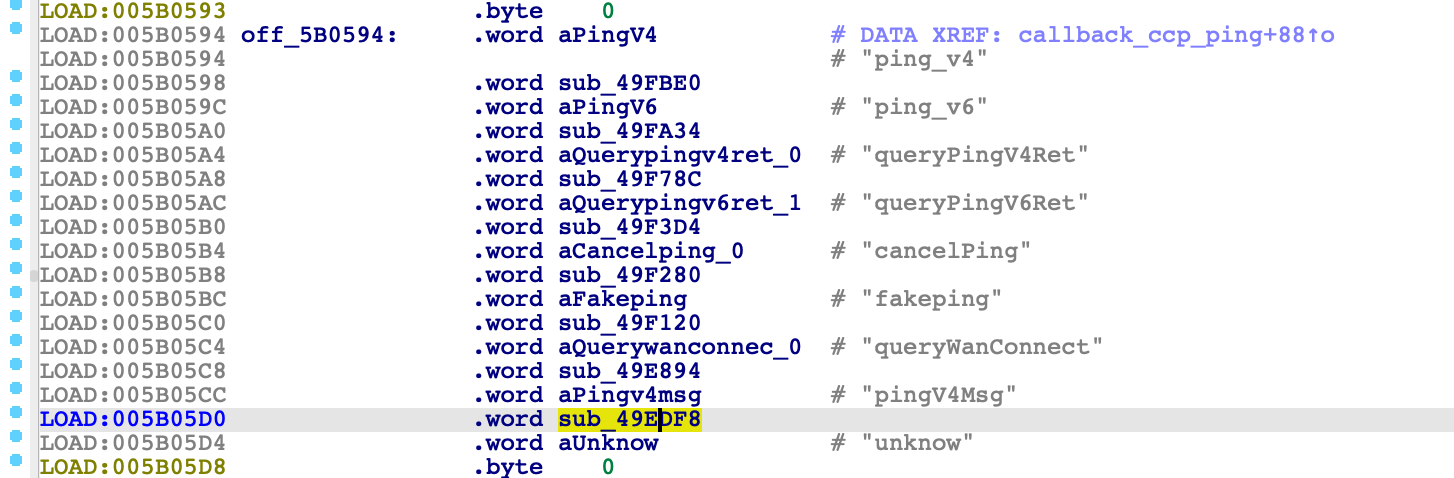 LOAD:005B0593 .byte 0
LOAD:005B0594 off_5B0594: .word aPingV4 # DATA XREF: callback_ccp_ping+88↑o
LOAD:005B0594 # "ping_v4"
LOAD:005B0598 .word sub_49FBE0
LOAD:005B059C .word aPingV6 # "ping_v6"
LOAD:005B05A0 .word sub_49FA34
LOAD:005B05A4 .word aQuerypingv4ret_0 # "queryPingV4Ret"
LOAD:005B05A8 .word sub_49F78C
LOAD:005B05AC .word aQuerypingv6ret_1 # "queryPingV6Ret"
LOAD:005B05B0 .word sub_49F3D4
LOAD:005B05B4 .word aCancelping_0 # "cancelPing"
LOAD:005B05B8 .word sub_49F280
LOAD:005B05BC .word aFakeping # "fakeping"
LOAD:005B05C0 .word sub_49F120
LOAD:005B05C4 .word aQuerywanconnec_0 # "queryWanConnect"
LOAD:005B05C8 .word sub_49E894
LOAD:005B05CC .word aPingv4msg # "pingV4Msg"
LOAD:005B05D0 .word sub_49EDF8
LOAD:005B05D4 .word aUnknow # "unknow"
LOAD:005B05D8 .byte 0